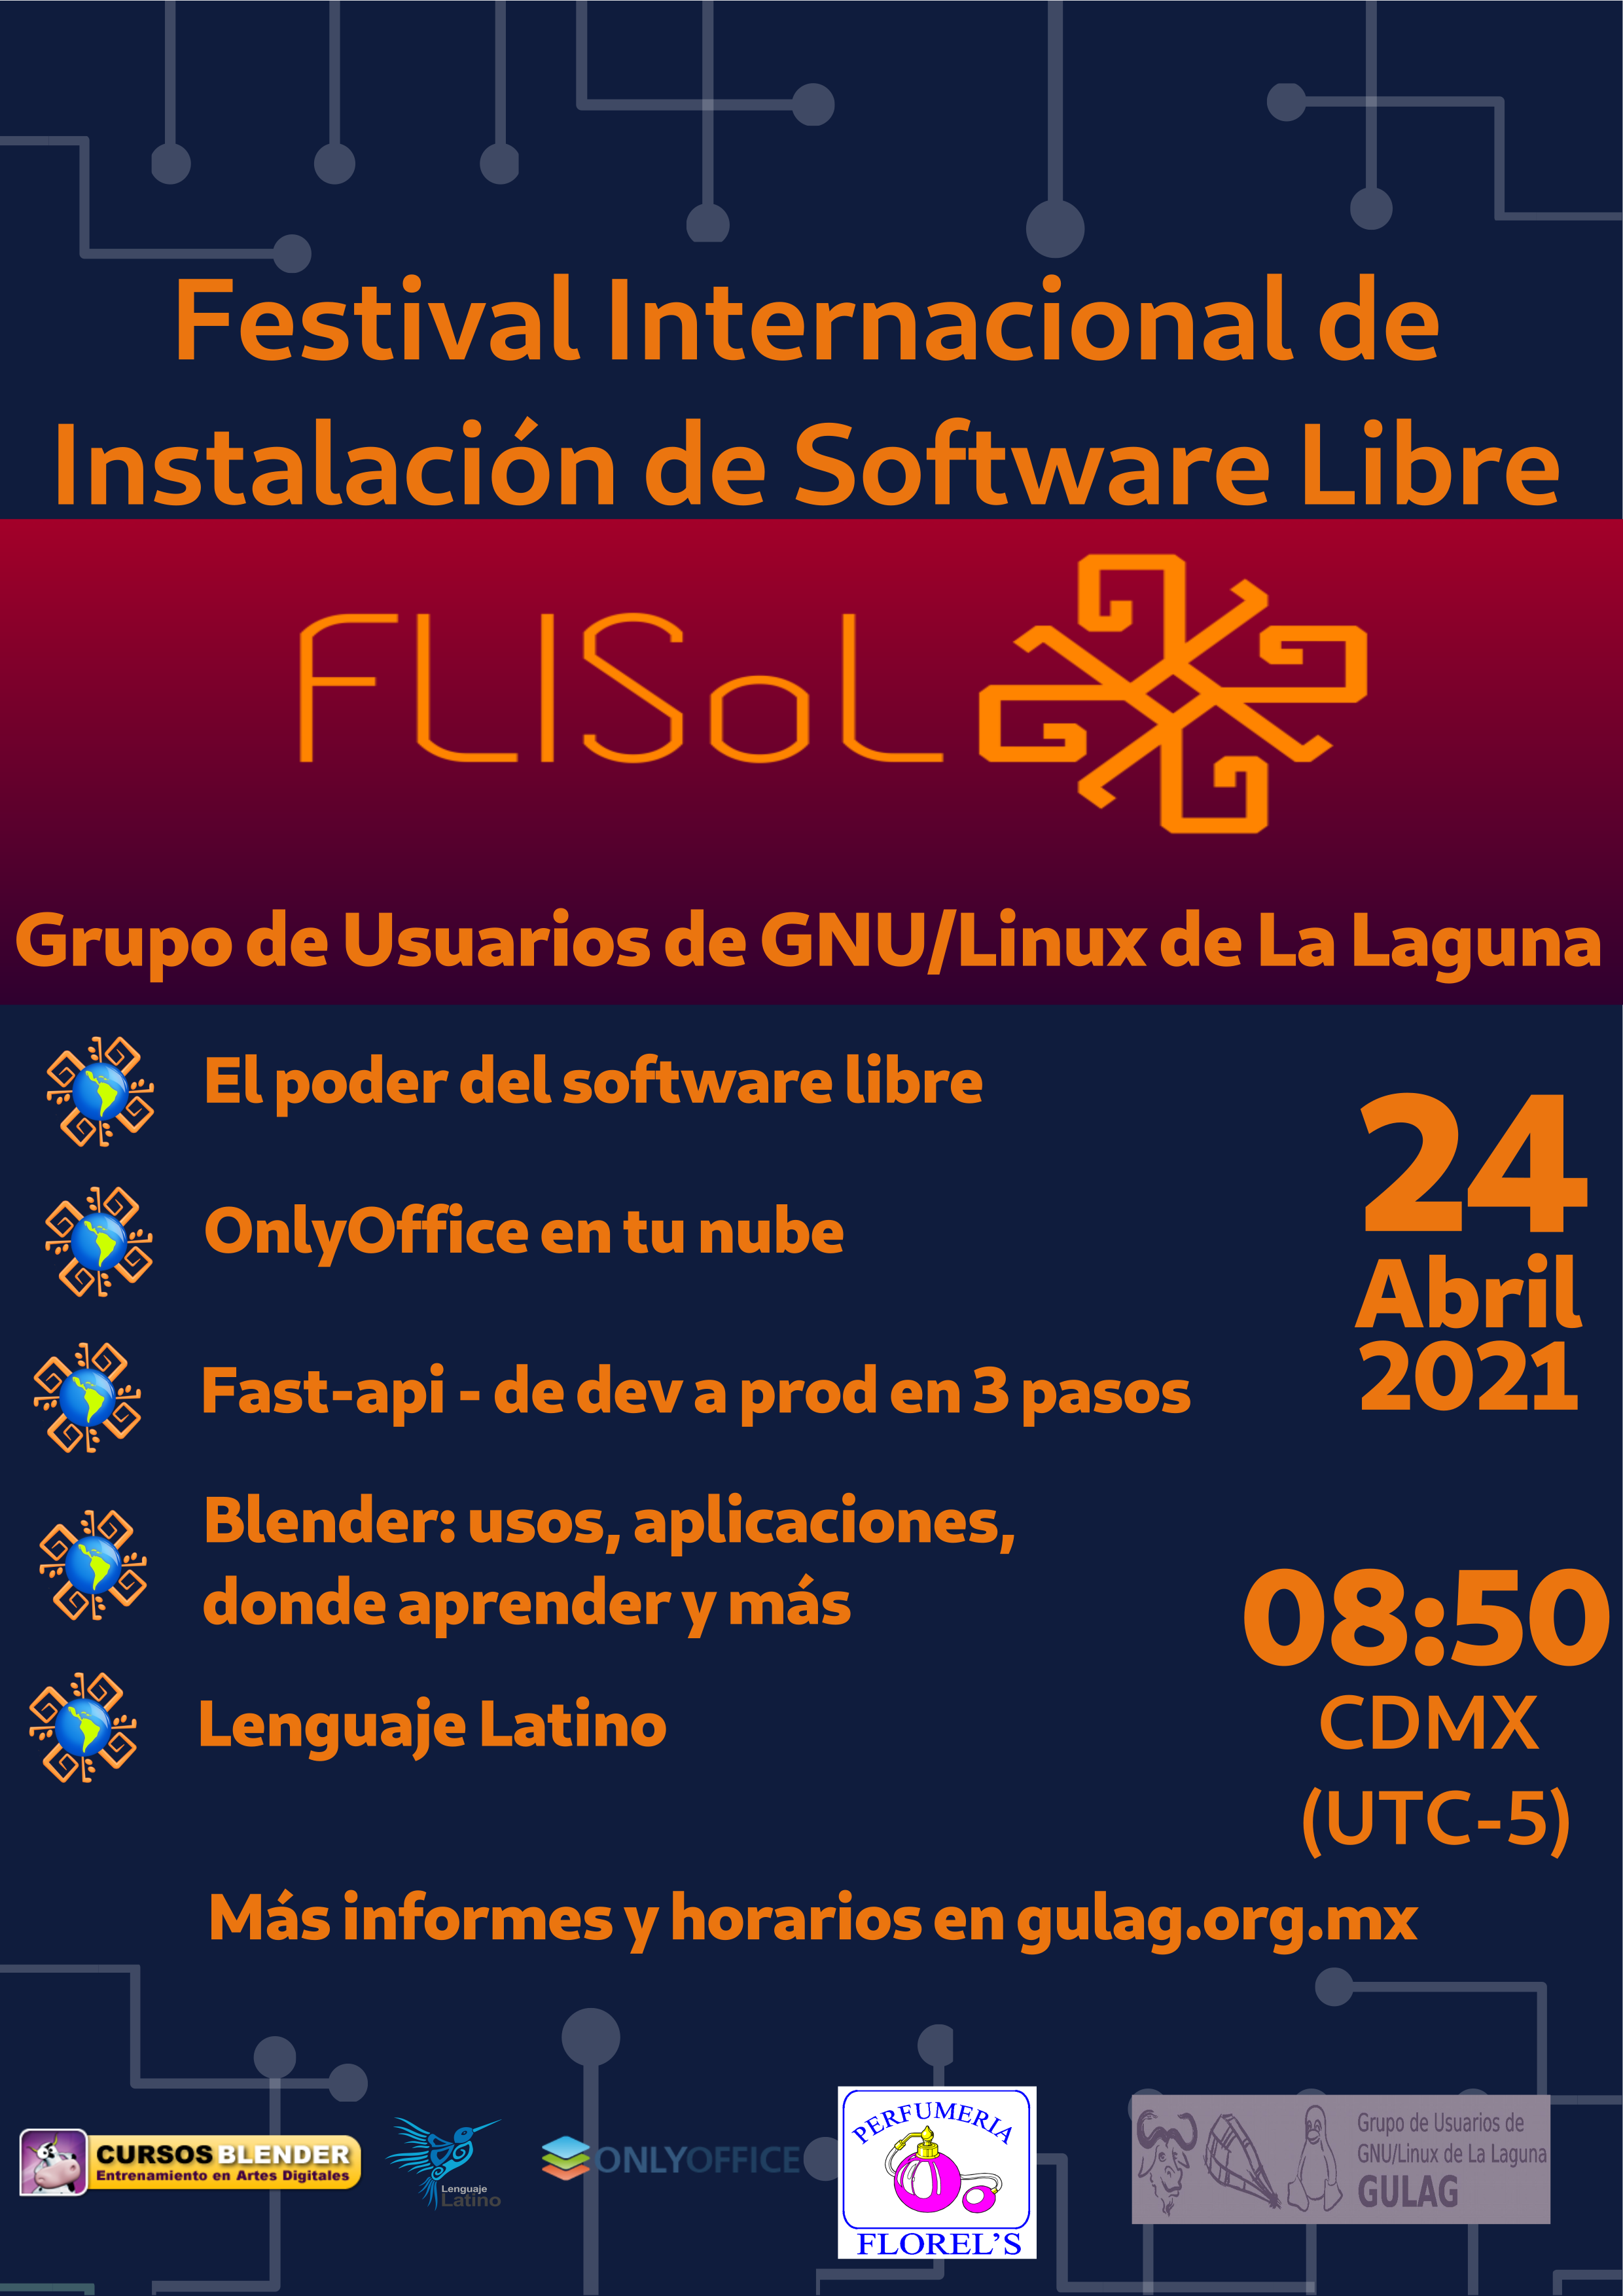 Festival Internacional de
Instalación de Software Libre
FLISoL
Grupo de Usuarios de GNU/Linux de La Laguna
El poder del software libre
OnlyOffice en tu nube
Fast-api - de dev a prod en 3 pasos
Blender: usos, aplicaciones,
donde aprender y más
Lenguaje Latino
24
Abril
2021
08:50
CDMX
(UTC-5)
Más informes y horarios en gulag.org.mx
CURSOS BLENDER
Entrenamiento en Artes Digitales
Lenguaje
Latino
ONLYOFFICE
PERFUMERIA
FLOREL'S
Grupo de Usuarios de
GNU/Linux de La Laguna
GULAG